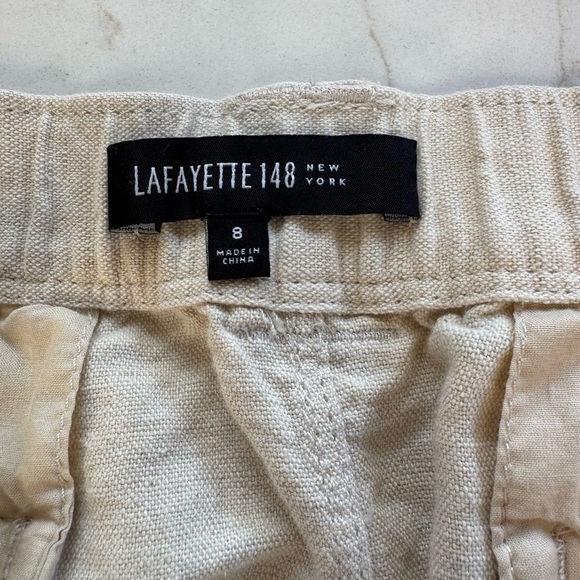 LAFAYETTE 148 NEW YORK
8
MADE IN
CHINA